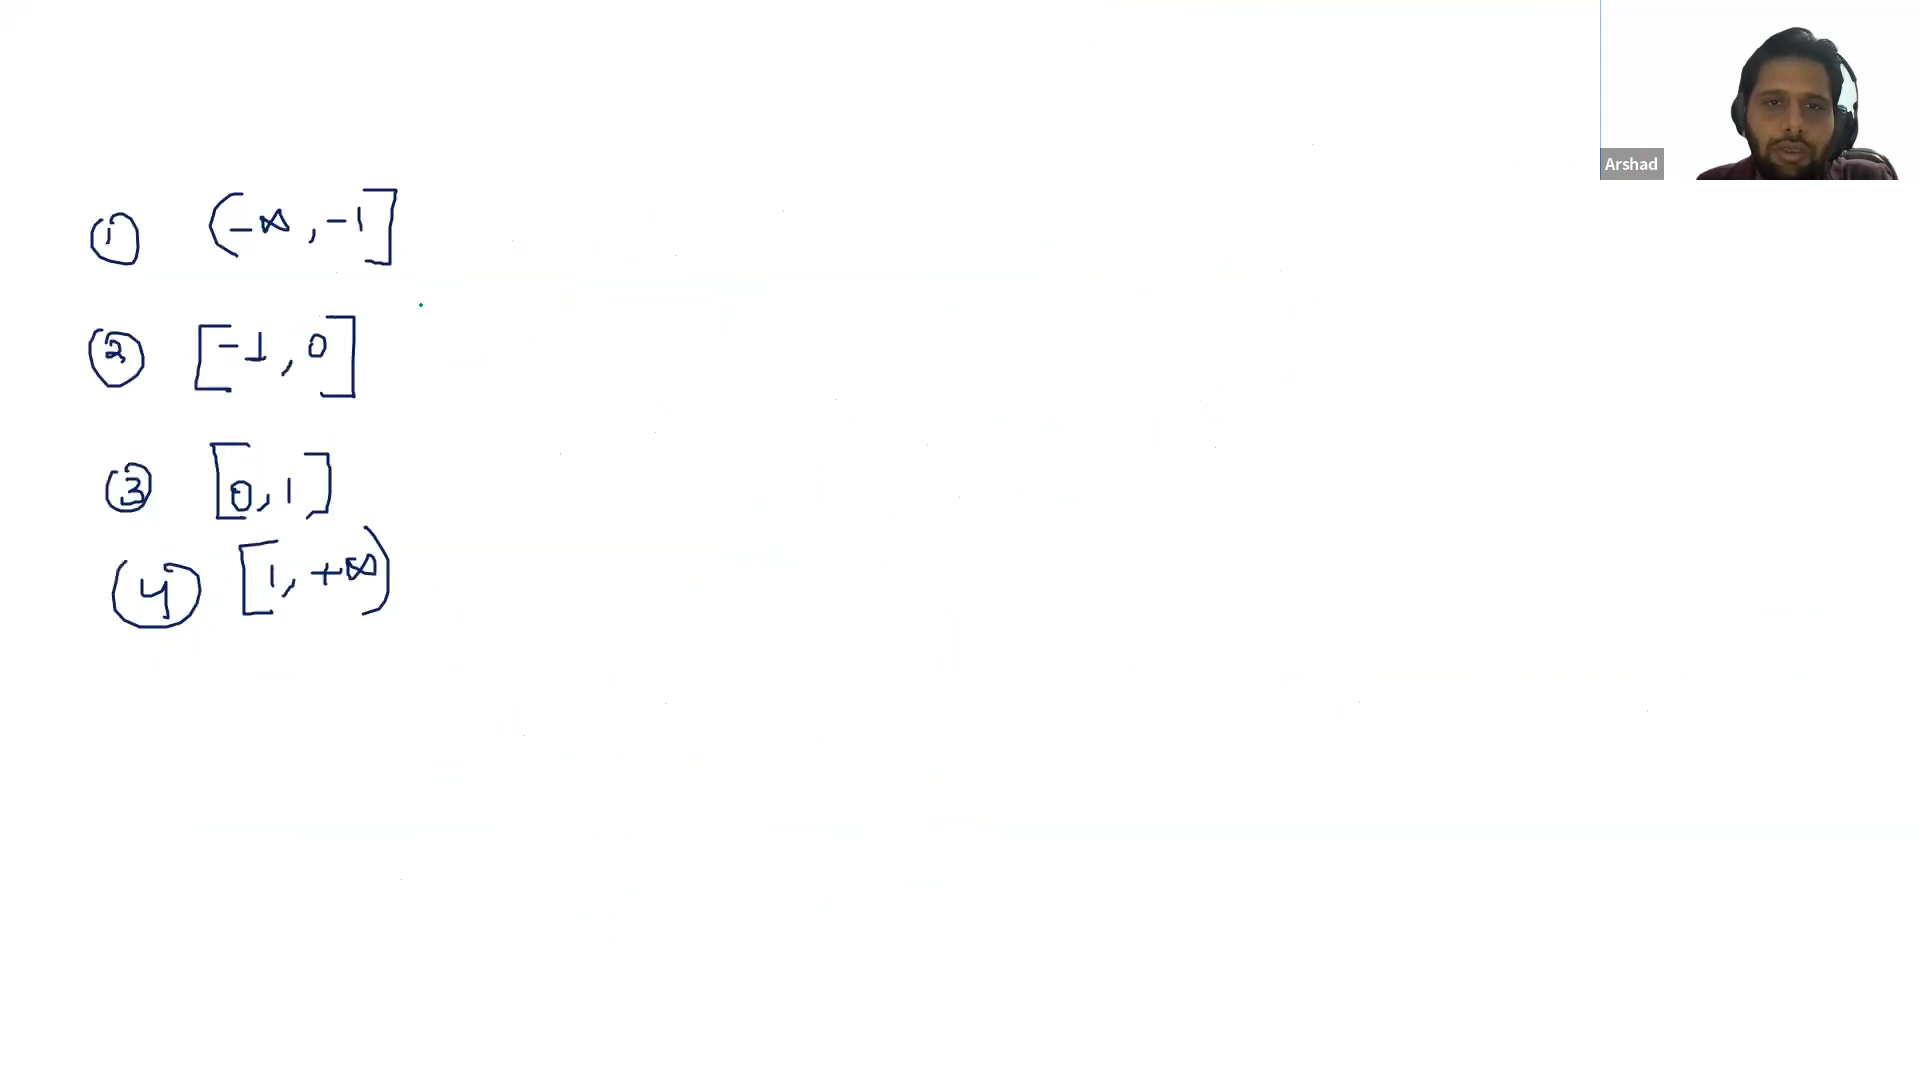 Arshad
① (-∞, -1]
② [-1, 0]
③ [0, 1]
④ [1, +∞)